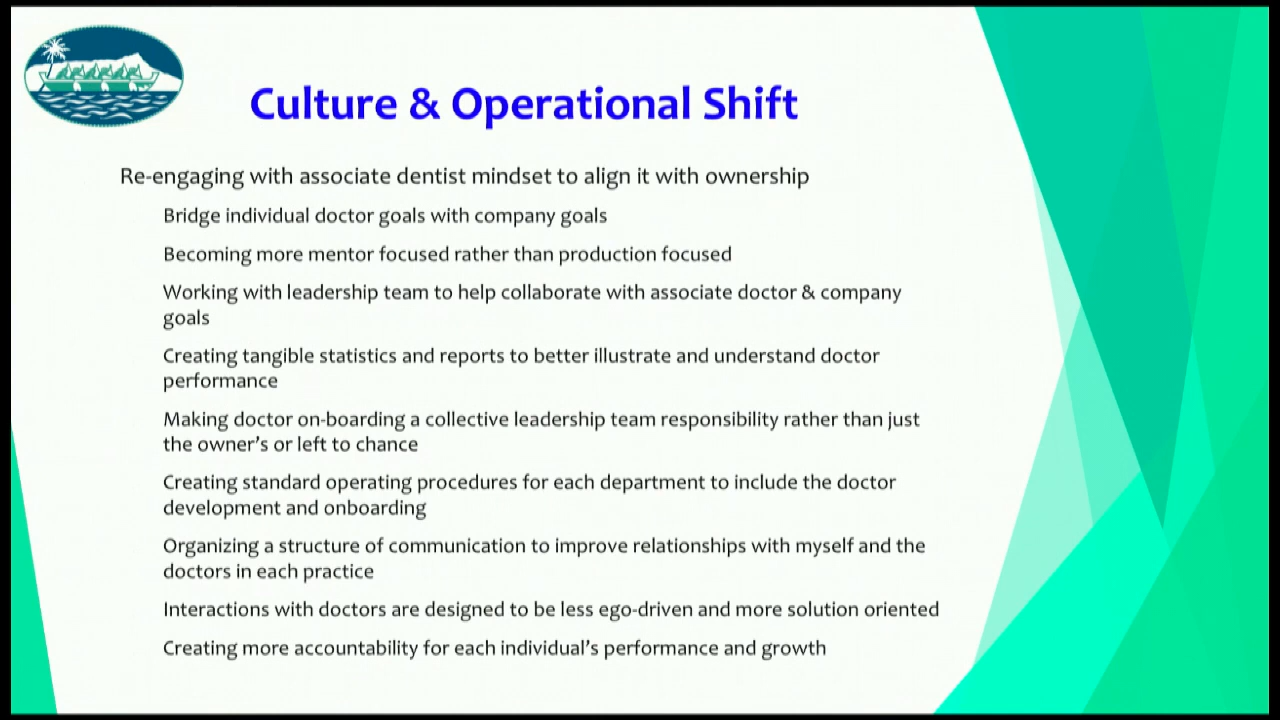 Culture & Operational Shift
Re-engaging with associate dentist mindset to align it with ownership
Bridge individual doctor goals with company goals
Becoming more mentor focused rather than production focused
Working with leadership team to help collaborate with associate doctor & company
goals
Creating tangible statistics and reports to better illustrate and understand doctor
performance
Making doctor on-boarding a collective leadership team responsibility rather than just
the owner’s or left to chance
Creating standard operating procedures for each department to include the doctor
development and onboarding
Organizing a structure of communication to improve relationships with myself and the
doctors in each practice
Interactions with doctors are designed to be less ego-driven and more solution oriented
Creating more accountability for each individual’s performance and growth